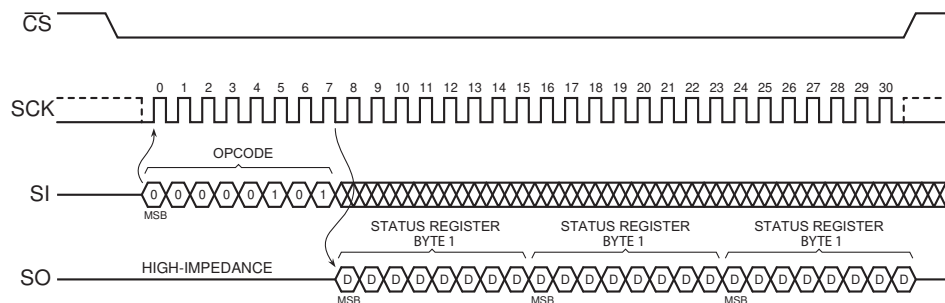 CS
SCK
0 1 2 3 4 5 6 7 8 9 10 11 12 13 14 15 16 17 18 19 20 21 22 23 24 25 26 27 28 29 30
OPCODE
SI
0 0 0 0 0 1 0 1
MSB
STATUS REGISTER
BYTE 1
STATUS REGISTER
BYTE 1
STATUS REGISTER
BYTE 1
SO
HIGH-IMPEDANCE
D D D D D D D D D D D D D D D D D D D D D D D D
MSB MSB MSB